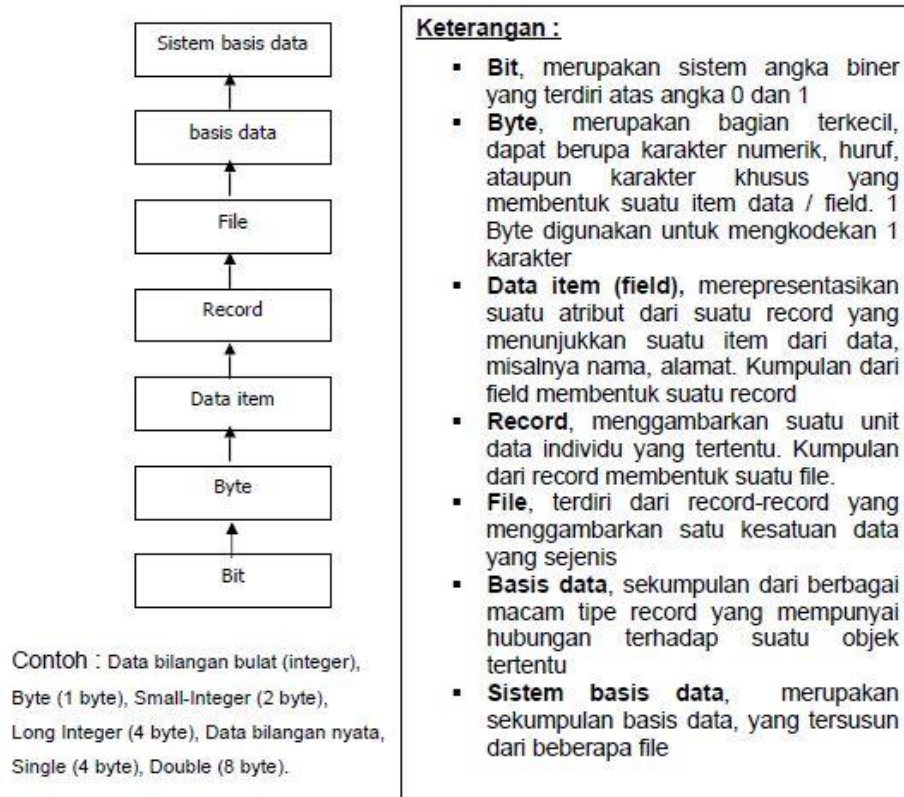 Sistem basis data
basis data
File
Record
Data item
Byte
Bit
Contoh : Data bilangan bulat (integer),
Byte (1 byte), Small-Integer (2 byte),
Long Integer (4 byte), Data bilangan nyata,
Single (4 byte), Double (8 byte).
Keterangan :
▪ Bit, merupakan sistem angka biner
yang terdiri atas angka 0 dan 1
▪ Byte, merupakan bagian terkecil,
dapat berupa karakter numerik, huruf,
ataupun karakter khusus yang
membentuk suatu item data / field. 1
Byte digunakan untuk mengkodekan 1
karakter
▪ Data item (field), merepresentasikan
suatu atribut dari suatu record yang
menunjukkan suatu item dari data,
misalnya nama, alamat. Kumpulan dari
field membentuk suatu record
▪ Record, menggambarkan suatu unit
data individu yang tertentu. Kumpulan
dari record membentuk suatu file.
▪ File, terdiri dari record-record yang
menggambarkan satu kesatuan data
yang sejenis
▪ Basis data, sekumpulan dari berbagai
macam tipe record yang mempunyai
hubungan terhadap suatu objek
tertentu
▪ Sistem basis data, merupakan
sekumpulan basis data, yang tersusun
dari beberapa file